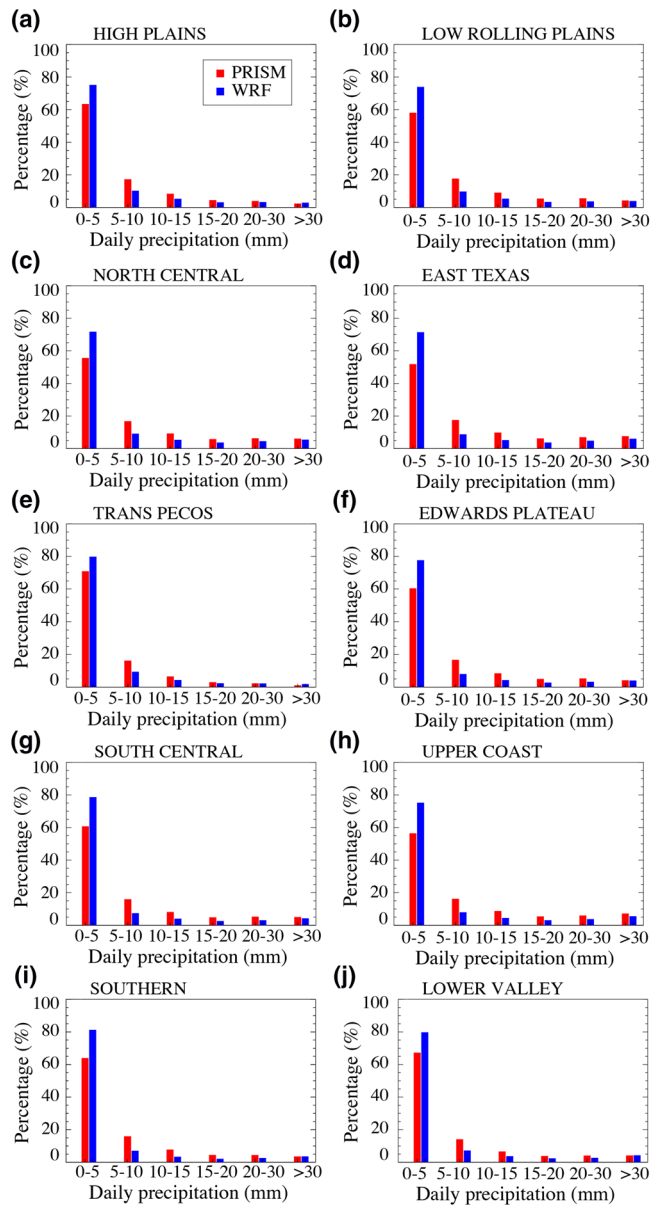 (a) HIGH PLAINS
Percentage (%)
100
80
60
40
20
0
PRISM
WRF
0-5 5-10 10-15 15-20 20-30 >30
Daily precipitation (mm)
(b) LOW ROLLING PLAINS
Percentage (%)
100
80
60
40
20
0
0-5 5-10 10-15 15-20 20-30 >30
Daily precipitation (mm)
(c) NORTH CENTRAL
Percentage (%)
100
80
60
40
20
0
0-5 5-10 10-15 15-20 20-30 >30
Daily precipitation (mm)
(d) EAST TEXAS
Percentage (%)
100
80
60
40
20
0
0-5 5-10 10-15 15-20 20-30 >30
Daily precipitation (mm)
(e) TRANS PECOS
Percentage (%)
100
80
60
40
20
0
0-5 5-10 10-15 15-20 20-30 >30
Daily precipitation (mm)
(f) EDWARDS PLATEAU
Percentage (%)
100
80
60
40
20
0
0-5 5-10 10-15 15-20 20-30 >30
Daily precipitation (mm)
(g) SOUTH CENTRAL
Percentage (%)
100
80
60
40
20
0
0-5 5-10 10-15 15-20 20-30 >30
Daily precipitation (mm)
(h) UPPER COAST
Percentage (%)
100
80
60
40
20
0
0-5 5-10 10-15 15-20 20-30 >30
Daily precipitation (mm)
(i) SOUTHERN
Percentage (%)
100
80
60
40
20
0
0-5 5-10 10-15 15-20 20-30 >30
Daily precipitation (mm)
(j) LOWER VALLEY
Percentage (%)
100
80
60
40
20
0
0-5 5-10 10-15 15-20 20-30 >30
Daily precipitation (mm)